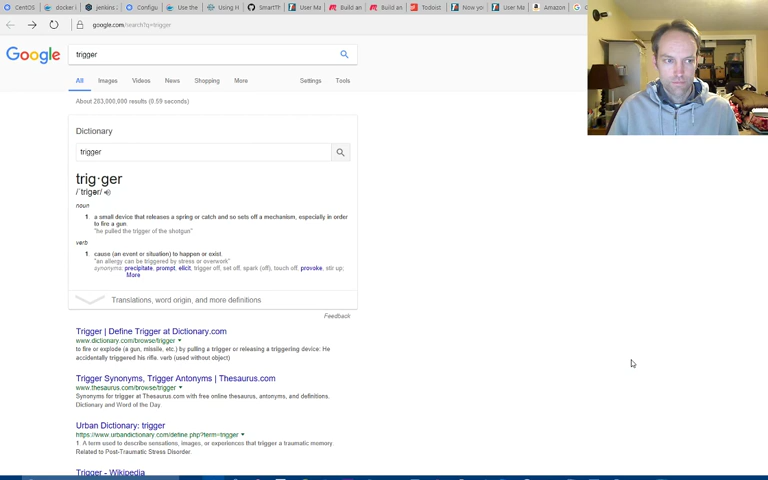 CentOS
docker l
jenkins
Configu
Use the
Using H
SmartTH
User Ma
Build an
Build an
Todoist
User Ma
Now yo
User Ma
Amazon
Googl
google.com/search?q=trigger
Google
trigger
All
Images
Videos
News
Shopping
More
Settings
Tools
About 283,000,000 results (0.59 seconds)
Dictionary
trigger
trig·ger
/ˈtriɡər/
noun
1. a small device that releases a spring or catch and so sets off a mechanism, especially in order
to fire a gun.
"he pulled the trigger of the shotgun"
verb
1. cause (an event or situation) to happen or exist.
"an allergy can be triggered by stress or overwork"
synonyms: precipitate, prompt, elicit, trigger off, set off, spark (off), touch off, provoke, stir up;
More
Translations, word origin, and more definitions
Feedback
Trigger | Define Trigger at Dictionary.com
www.dictionary.com/browse/trigger
to fire or explode (a gun, missile, etc.) by pulling a trigger or releasing a triggering device: He
accidentally triggered his rifle. verb (used without object)
Trigger Synonyms, Trigger Antonyms | Thesaurus.com
www.thesaurus.com/browse/trigger
Synonyms for trigger at Thesaurus.com with free online thesaurus, antonyms, and definitions.
Dictionary and Word of the Day.
Urban Dictionary: trigger
https://www.urbandictionary.com/define.php?term=trigger
1. A term used to describe sensations, images, or experiences that trigger a traumatic memory.
Related to Post-Traumatic Stress Disorder.
Trigger - Wikipedia